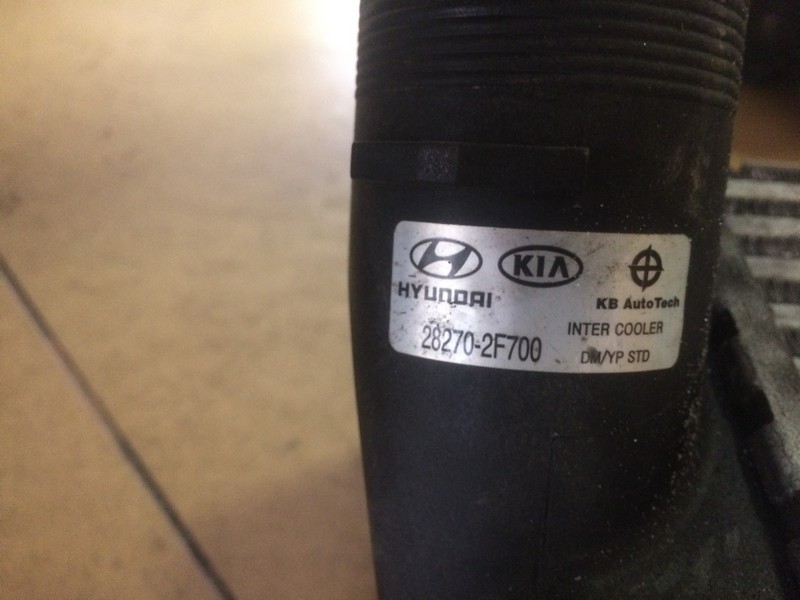 KIA
HYUNDAI
KB AutoTech
28270-2F700
INTER COOLER
DM/YP STD